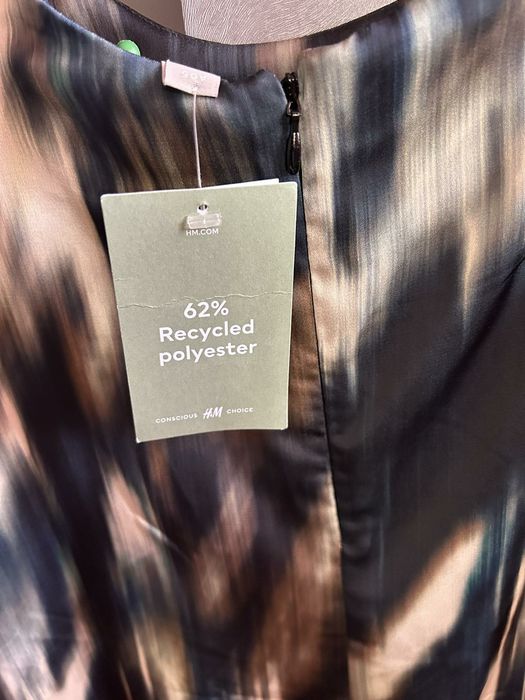 HM.COM
62%
Recycled
polyester
CONSCIOUS H&M CHOICE